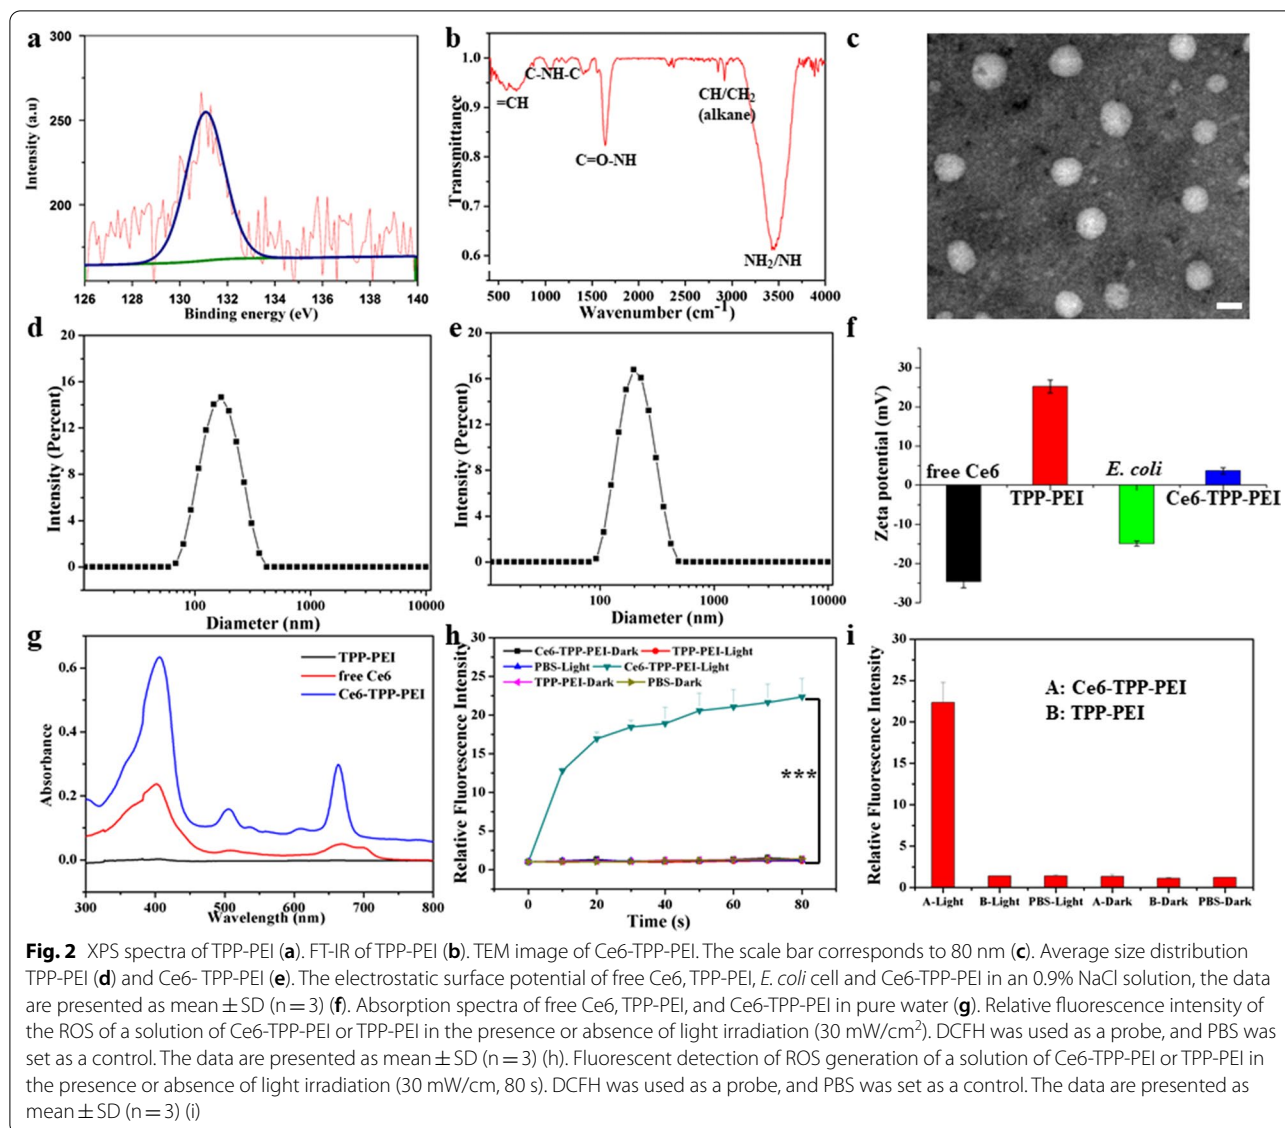 a
300
250
200
Intensity (a.u)
126
128
130
132
134
136
138
140
Binding energy (eV)
b
1.0
0.9
0.8
0.7
0.6
Transmittance
C-NH-C
=CH
CH/CH2
(alkane)
C=O-NH
NH2/NH
500 1000 1500 2000 2500 3000 3500 4000
Wavenumber (cm-1)
c
d
20
16
12
8
4
0
Intensity (Percent)
100
1000
10000
Diameter (nm)
e
20
16
12
8
4
0
Intensity (Percent)
100
1000
10000
Diameter (nm)
f
30
20
10
0
-10
-20
-30
Zeta potential (mV)
free Ce6
TPP-PEI
E. coli
Ce6-TPP-PEI
g
0.6
0.4
0.2
0.0
Absorbance
TPP-PEI
free Ce6
Ce6-TPP-PEI
300
400
500
600
700
800
Wavelength (nm)
h
30
25
20
15
10
5
0
Relative Fluorescence Intensity
Ce6-TPP-PEI-Dark TPP-PEI-Light
PBS-Light Ce6-TPP-PEI-Light
TPP-PEI-Dark PBS-Dark
***
0
20
40
60
80
Time (s)
i
30
25
20
15
10
5
0
Relative Fluorescence Intensity
A: Ce6-TPP-PEI
B: TPP-PEI
A-Light B-Light PBS-Light A-Dark B-Dark PBS-Dark
Fig. 2 XPS spectra of TPP-PEI (a). FT-IR of TPP-PEI (b). TEM image of Ce6-TPP-PEI. The scale bar corresponds to 80 nm (c). Average size distribution
TPP-PEI (d) and Ce6- TPP-PEI (e). The electrostatic surface potential of free Ce6, TPP-PEI, E. coli cell and Ce6-TPP-PEI in an 0.9% NaCl solution, the data
are presented as mean ± SD (n = 3) (f). Absorption spectra of free Ce6, TPP-PEI, and Ce6-TPP-PEI in pure water (g). Relative fluorescence intensity of
the ROS of a solution of Ce6-TPP-PEI or TPP-PEI in the presence or absence of light irradiation (30 mW/cm2). DCFH was used as a probe, and PBS was
set as a control. The data are presented as mean ± SD (n = 3) (h). Fluorescent detection of ROS generation of a solution of Ce6-TPP-PEI or TPP-PEI in
the presence or absence of light irradiation (30 mW/cm, 80 s). DCFH was used as a probe, and PBS was set as a control. The data are presented as
mean ± SD (n = 3) (i)